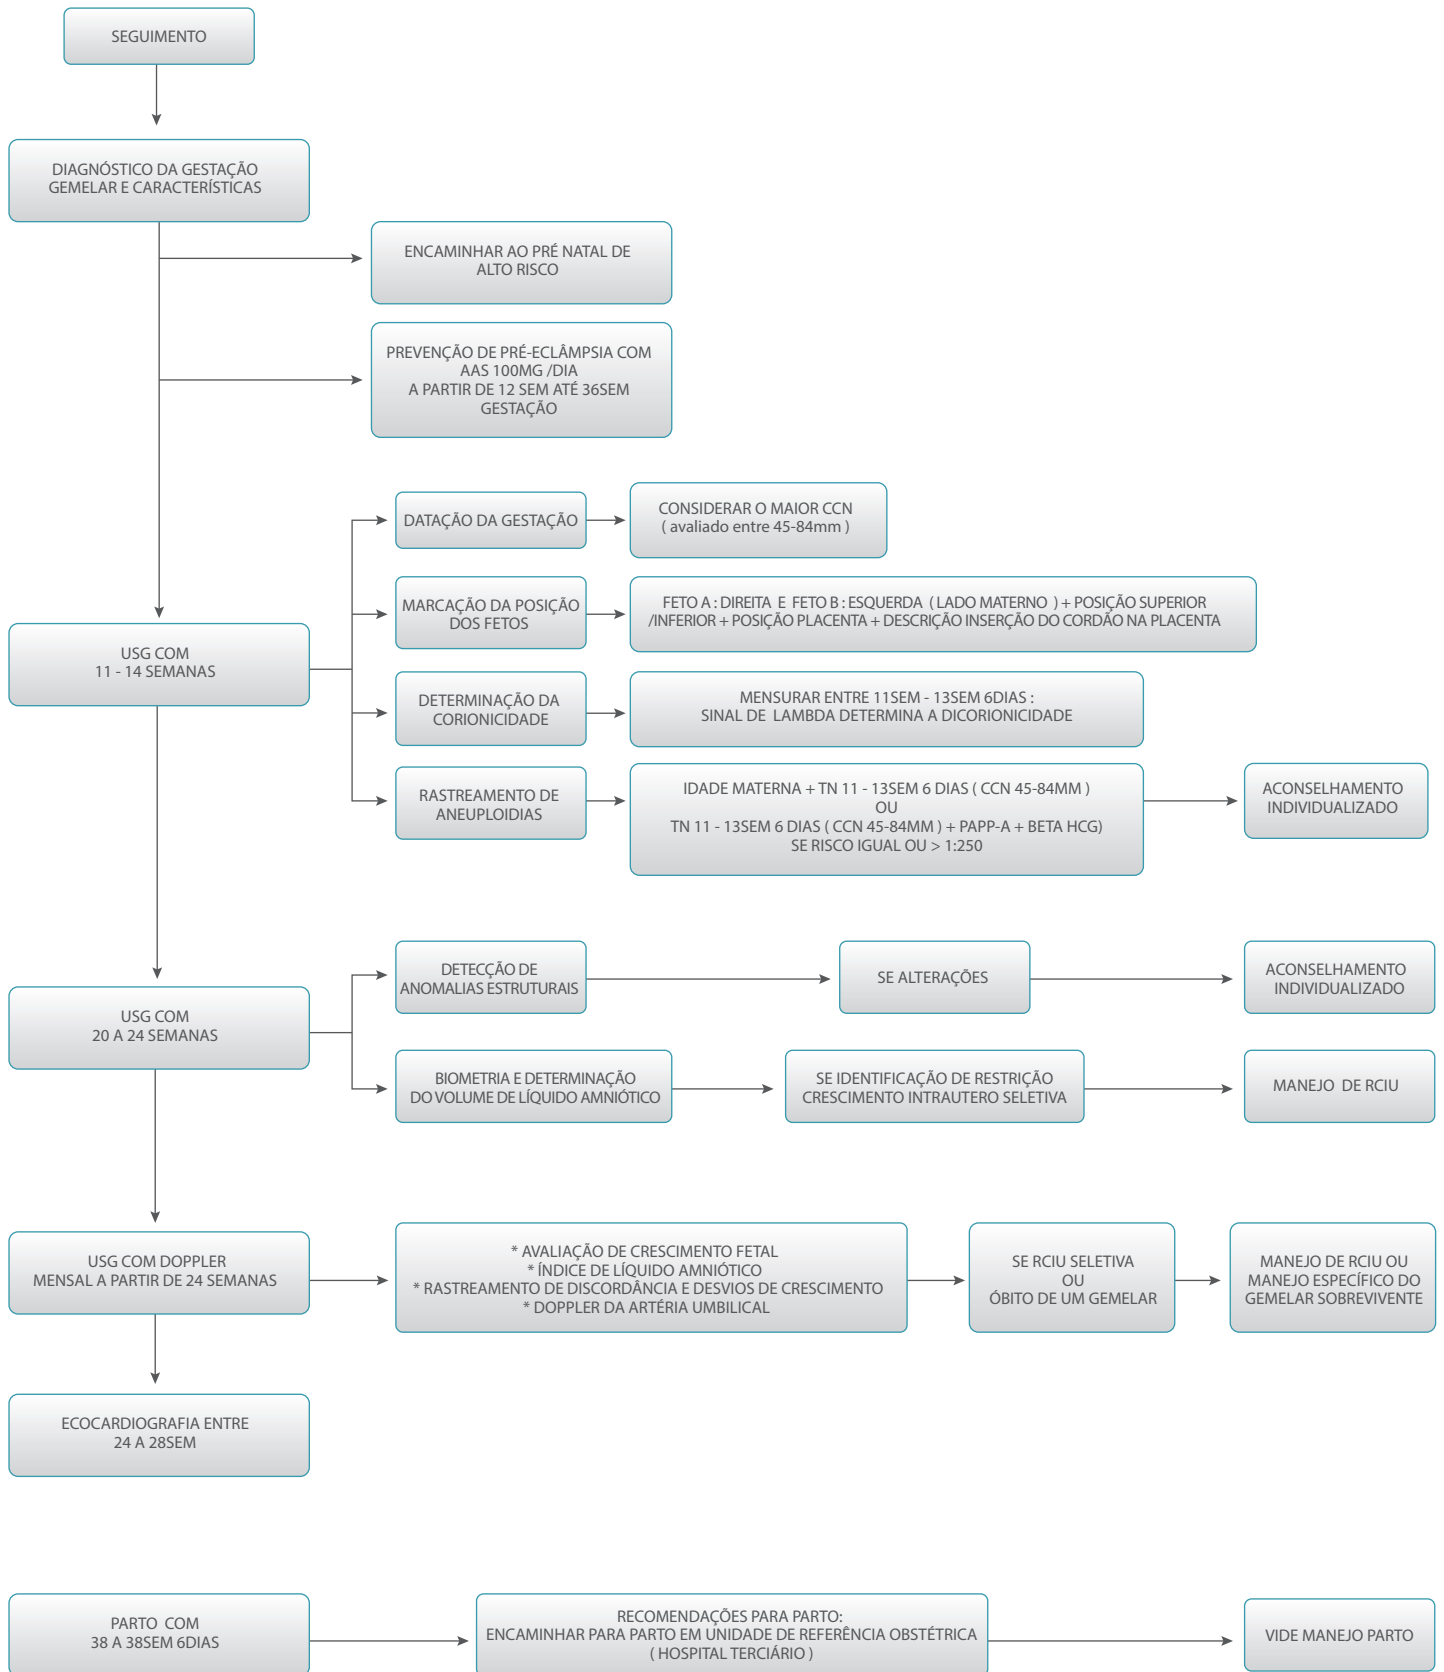 SEGUIMENTO
DIAGNÓSTICO DA GESTAÇÃO
GEMELAR E CARACTERÍSTICAS
ENCAMINHAR AO PRÉ NATAL DE
ALTO RISCO
PREVENÇÃO DE PRÉ-ECLÂMPSIA COM
AAS 100MG /DIA
A PARTIR DE 12 SEM ATÉ 36SEM
GESTAÇÃO
USG COM
11 - 14 SEMANAS
DATAÇÃO DA GESTAÇÃO
CONSIDERAR O MAIOR CCN
( avaliado entre 45-84mm )
MARCAÇÃO DA POSIÇÃO
DOS FETOS
FETO A : DIREITA E FETO B : ESQUERDA ( LADO MATERNO ) + POSIÇÃO SUPERIOR
/INFERIOR + POSIÇÃO PLACENTA + DESCRIÇÃO INSERÇÃO DO CORDÃO NA PLACENTA
DETERMINAÇÃO DA
CORIONICIDADE
MENSURAR ENTRE 11SEM - 13SEM 6DIAS :
SINAL DE LAMBDA DETERMINA A DICORIONICIDADE
RASTREAMENTO DE
ANEUPLOIDIAS
IDADE MATERNA + TN 11 - 13SEM 6 DIAS ( CCN 45-84MM )
OU
TN 11 - 13SEM 6 DIAS ( CCN 45-84MM ) + PAPP-A + BETA HCG)
SE RISCO IGUAL OU > 1:250
ACONSELHAMENTO
INDIVIDUALIZADO
USG COM
20 A 24 SEMANAS
DETECÇÃO DE
ANOMALIAS ESTRUTURAIS
SE ALTERAÇÕES
ACONSELHAMENTO
INDIVIDUALIZADO
BIOMETRIA E DETERMINAÇÃO
DO VOLUME DE LÍQUIDO AMNIÓTICO
SE IDENTIFICAÇÃO DE RESTRIÇÃO
CRESCIMENTO INTRAUTERO SELETIVA
MANEJO DE RCIU
USG COM DOPPLER
MENSAL A PARTIR DE 24 SEMANAS
* AVALIAÇÃO DE CRESCIMENTO FETAL
* ÍNDICE DE LÍQUIDO AMNIÓTICO
* RASTREAMENTO DE DISCORDÂNCIA E DESVIOS DE CRESCIMENTO
* DOPPLER DA ARTÉRIA UMBILICAL
SE RCIU SELETIVA
OU
ÓBITO DE UM GEMELAR
MANEJO DE RCIU OU
MANEJO ESPECÍFICO DO
GEMELAR SOBREVIVENTE
ECOCARDIOGRAFIA ENTRE
24 A 28SEM
PARTO COM
38 A 38SEM 6DIAS
RECOMENDAÇÕES PARA PARTO:
ENCAMINHAR PARA PARTO EM UNIDADE DE REFERÊNCIA OBSTÉTRICA
( HOSPITAL TERCIÁRIO )
VIDE MANEJO PARTO